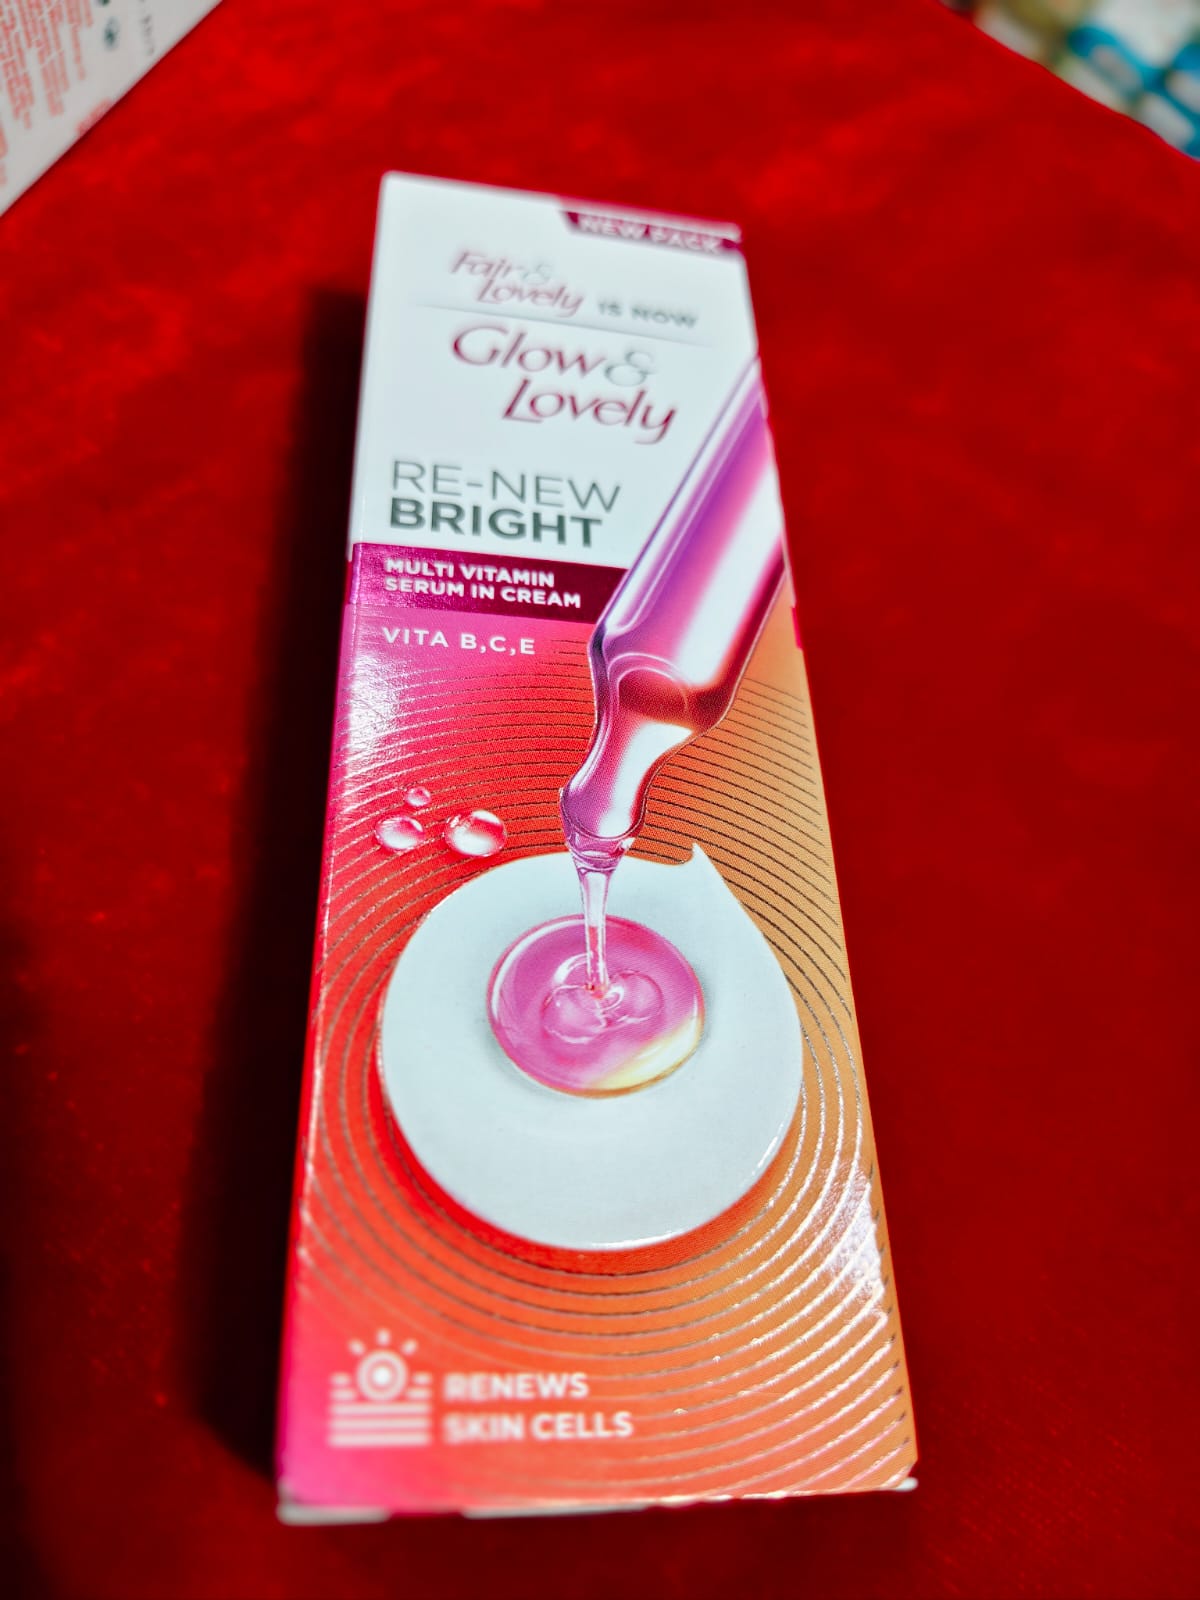 NEW PACK
Fair &
Lovely IS NOW
Glow &
Lovely
RE-NEW
BRIGHT
MULTI VITAMIN
SERUM IN CREAM
VITA B,C,E
RENEWS
SKIN CELLS